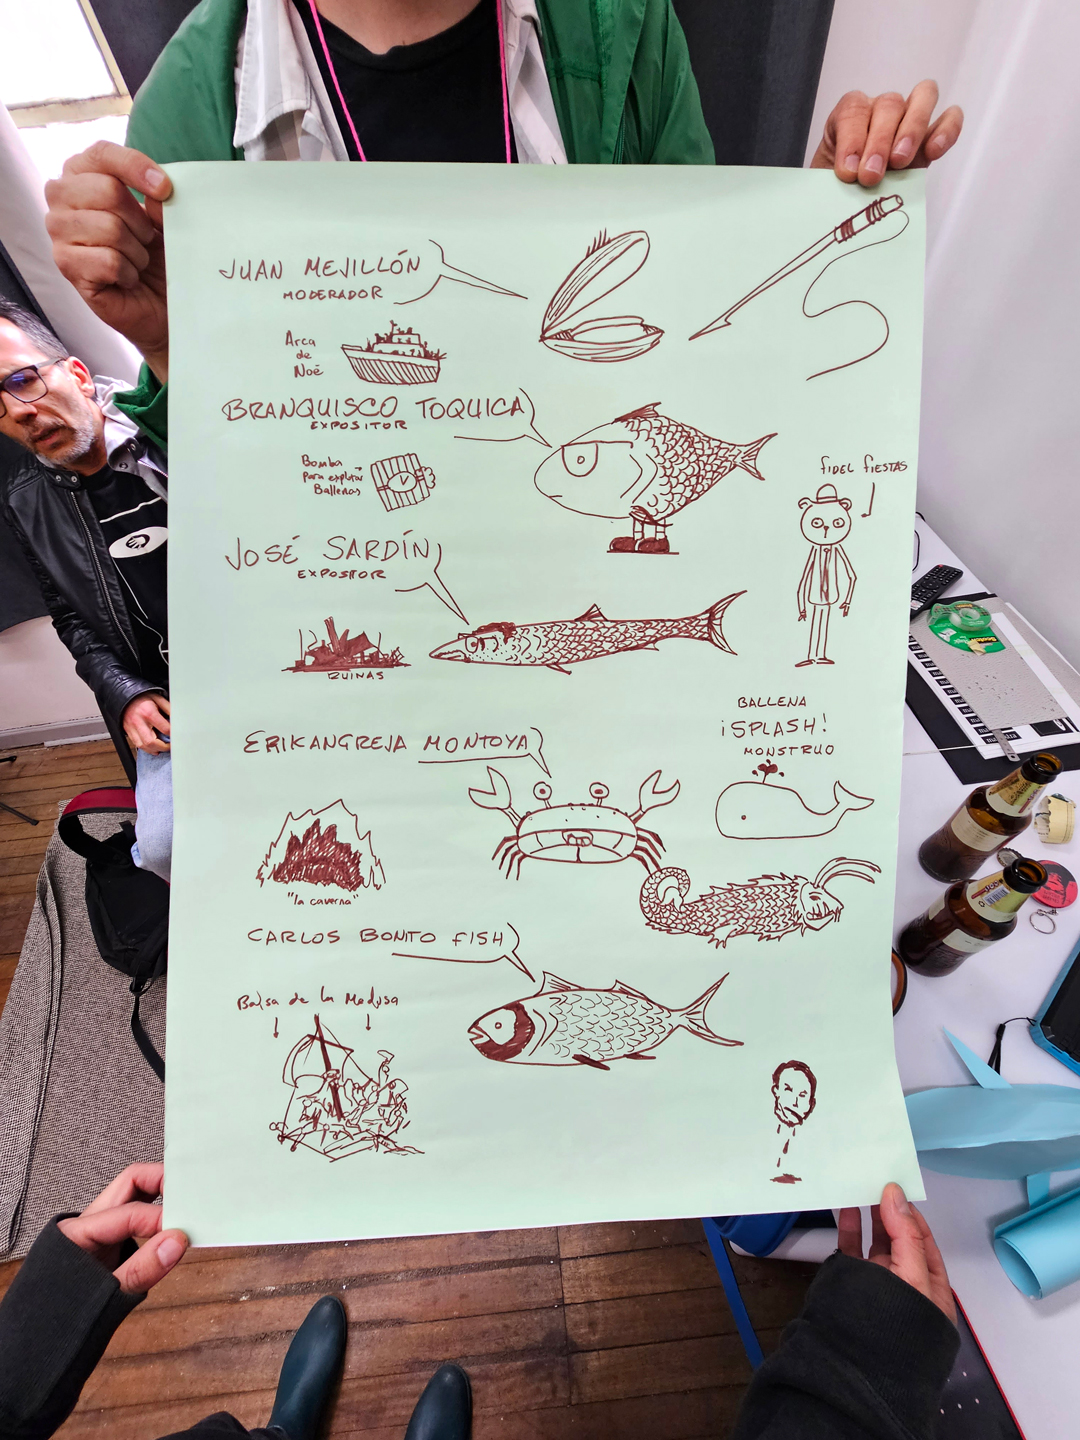 JUAN MEJILLÓN
MODERADOR
Arca
de
Noé
BRANQUISCO TOQUICA
EXPOSITOR
Bomba
para explotar
Ballenas
fIDEL fIESTAS
JOSÉ SARDÍN
EXPOSITOR
RUINAS
BALLENA
¡SPLASH!
MONSTRUO
ERIKANGREJA MONTOYA
"la caverna"
CARLOS BONITO fISH
Balsa de la Medusa